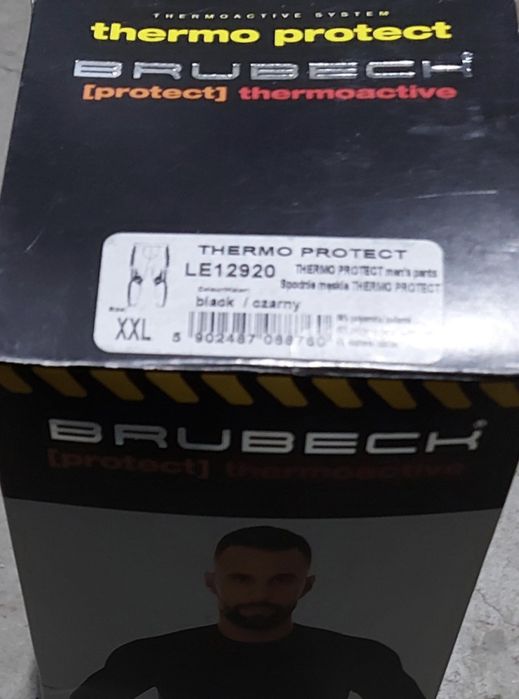 THERMOACTIVE SYSTEM
thermo protect
BRUBECK®
[protect] thermoactive
THERMO PROTECT
LE12920 THERMO PROTECT men's pants
Spodnie męskie THERMO PROTECT
black / czarny
XXL
5 902487 088760
BRUBECK®
[protect] thermoactive